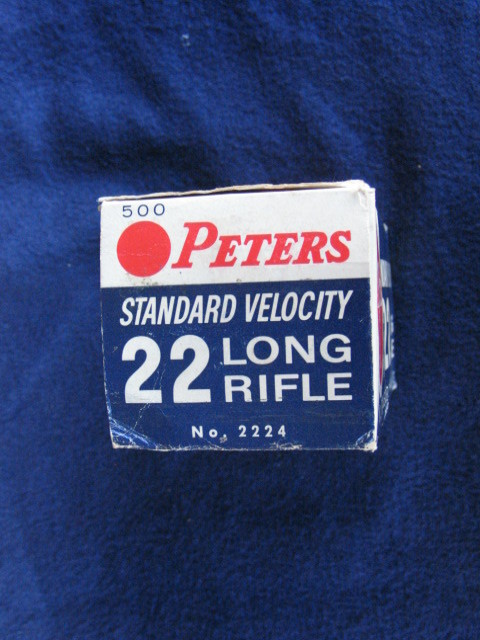 500
PETERS
STANDARD VELOCITY
22 LONG
RIFLE
No. 2224